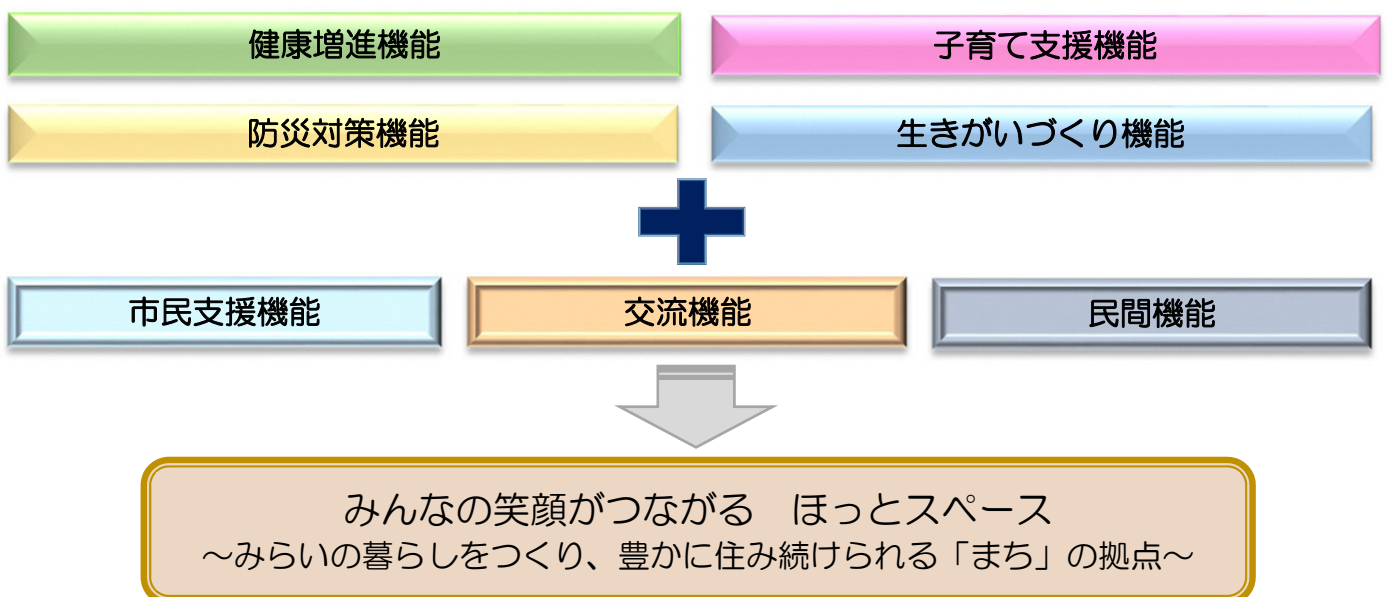 健康増進機能
子育て支援機能
防災対策機能
生きがいづくり機能
市民支援機能
交流機能
民間機能
みんなの笑顔がつながる　ほっとスペース
～みらいの暮らしをつくり、豊かに住み続けられる「まち」の拠点～